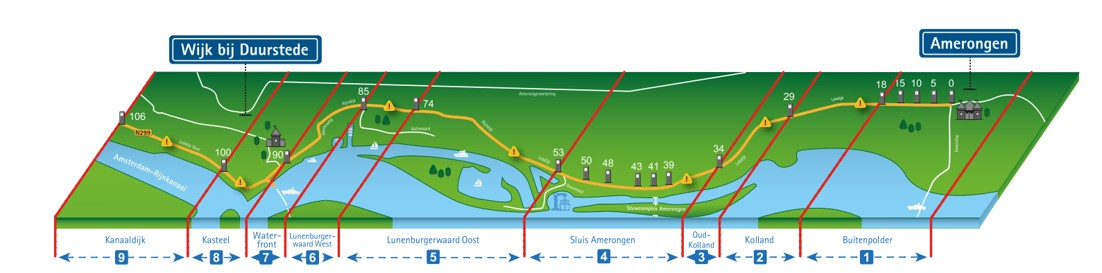 Wijk bij Duurstede
Amerongen
106
N299
100
90
85
74
53
50
48
43
41
39
34
29
18
15
10
5
0
Amerongerwetering
Amsterdam-Rijnkanaal
Stuwcomplex Amerongen
Kanaaldijk
Kasteel
Water-
front
Lunenburger-
waard West
Lunenburgerwaard Oost
Sluis Amerongen
Oud-
Kolland
Kolland
Buitenpolder
9
8
7
6
5
4
3
2
1